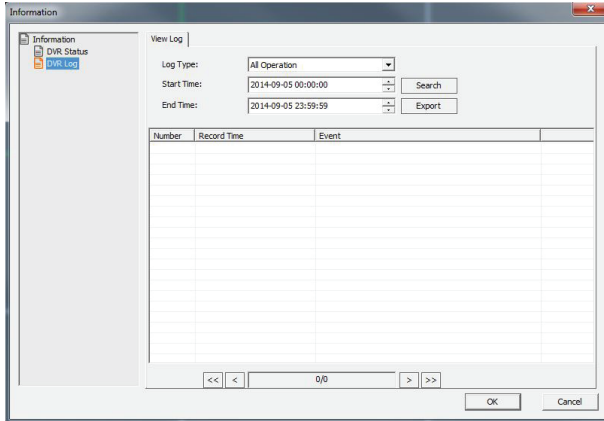 Information
Information
DVR Status
DVR Log
View Log
Log Type: All Operation
Start Time: 2014-09-05 00:00:00 Search
End Time: 2014-09-05 23:59:59 Export
Number Record Time Event
<< < 0/0 > >>
OK Cancel